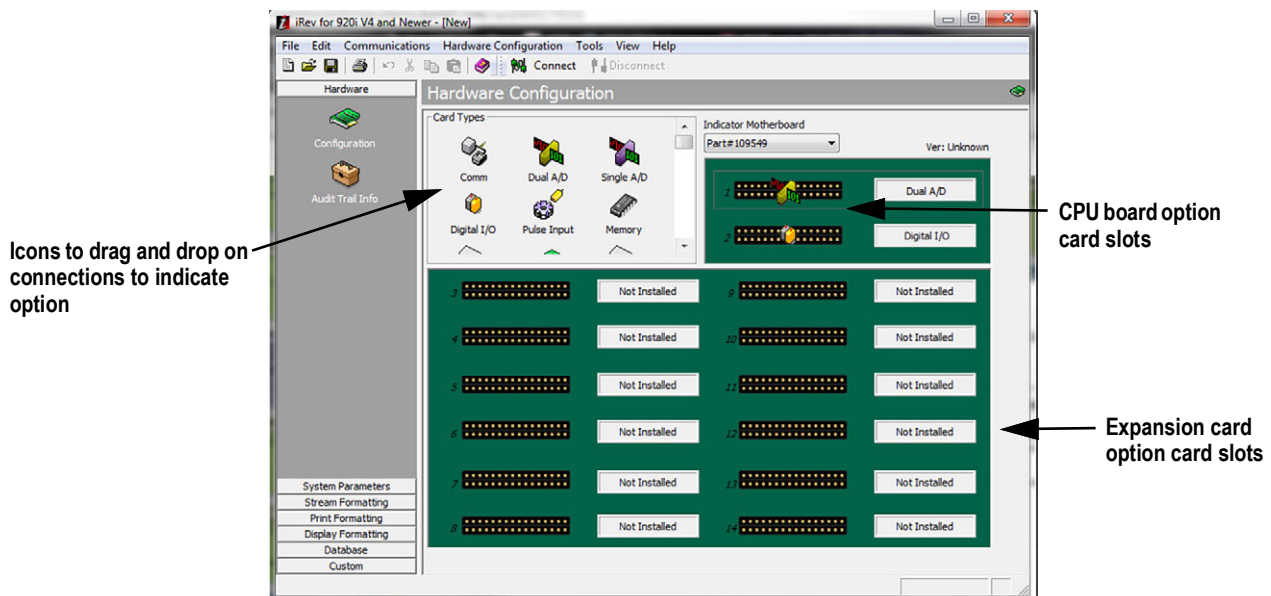 iRev for 920i V4 and Newer - [New]
File Edit Communications Hardware Configuration Tools View Help
Connect Disconnect
Hardware
Configuration
Audit Trail Info
System Parameters
Stream Formatting
Print Formatting
Display Formatting
Database
Custom
Hardware Configuration
Card Types
Comm Dual A/D Single A/D
Digital I/O Pulse Input Memory
Indicator Motherboard
Part#109549
Ver: Unknown
1 Dual A/D
2 Digital I/O
3 Not Installed 9 Not Installed
4 Not Installed 10 Not Installed
5 Not Installed 11 Not Installed
6 Not Installed 12 Not Installed
7 Not Installed 13 Not Installed
8 Not Installed 14 Not Installed
Icons to drag and drop on
connections to indicate
option
CPU board option
card slots
Expansion card
option card slots